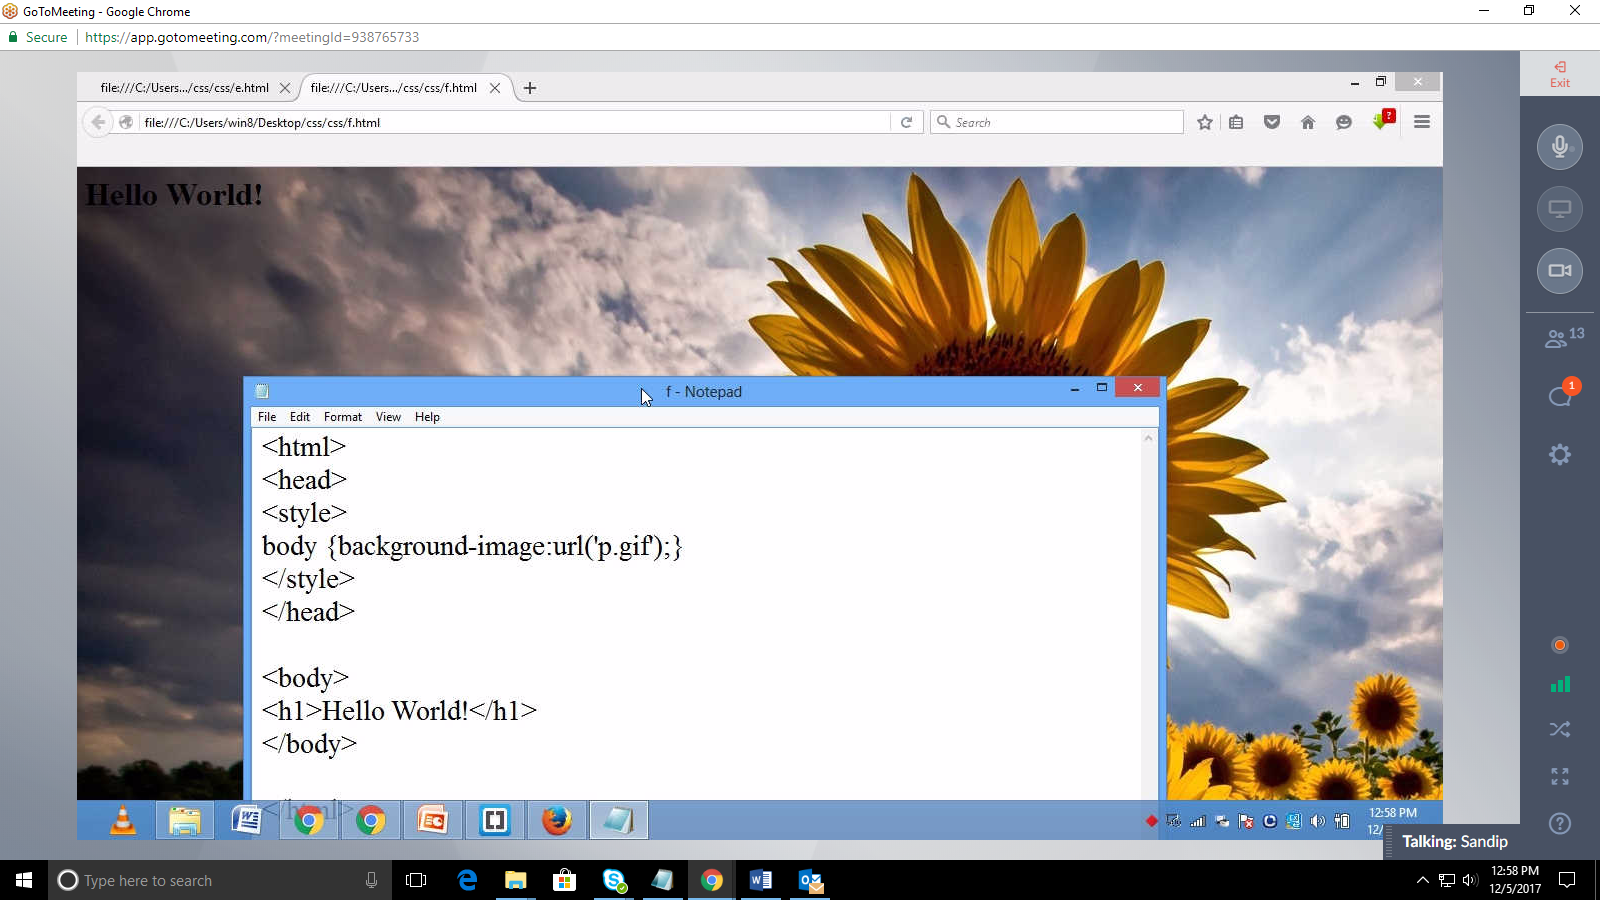 GoToMeeting - Google Chrome
Secure
https://app.gotomeeting.com/?meetingId=938765733
Exit
file:///C:/Users.../css/css/e.html
file:///C:/Users.../css/css/f.html
file:///C:/Users/win8/Desktop/css/css/f.html
Search
?
Hello World!
13
1
f - Notepad
File Edit Format View Help
<html>
<head>
<style>
body {background-image:url('p.gif');}
</style>
</head>
<body>
<h1>Hello World!</h1>
</body>
</html>
12:58 PM
12/
Talking: Sandip
Type here to search
12:58 PM
12/5/2017